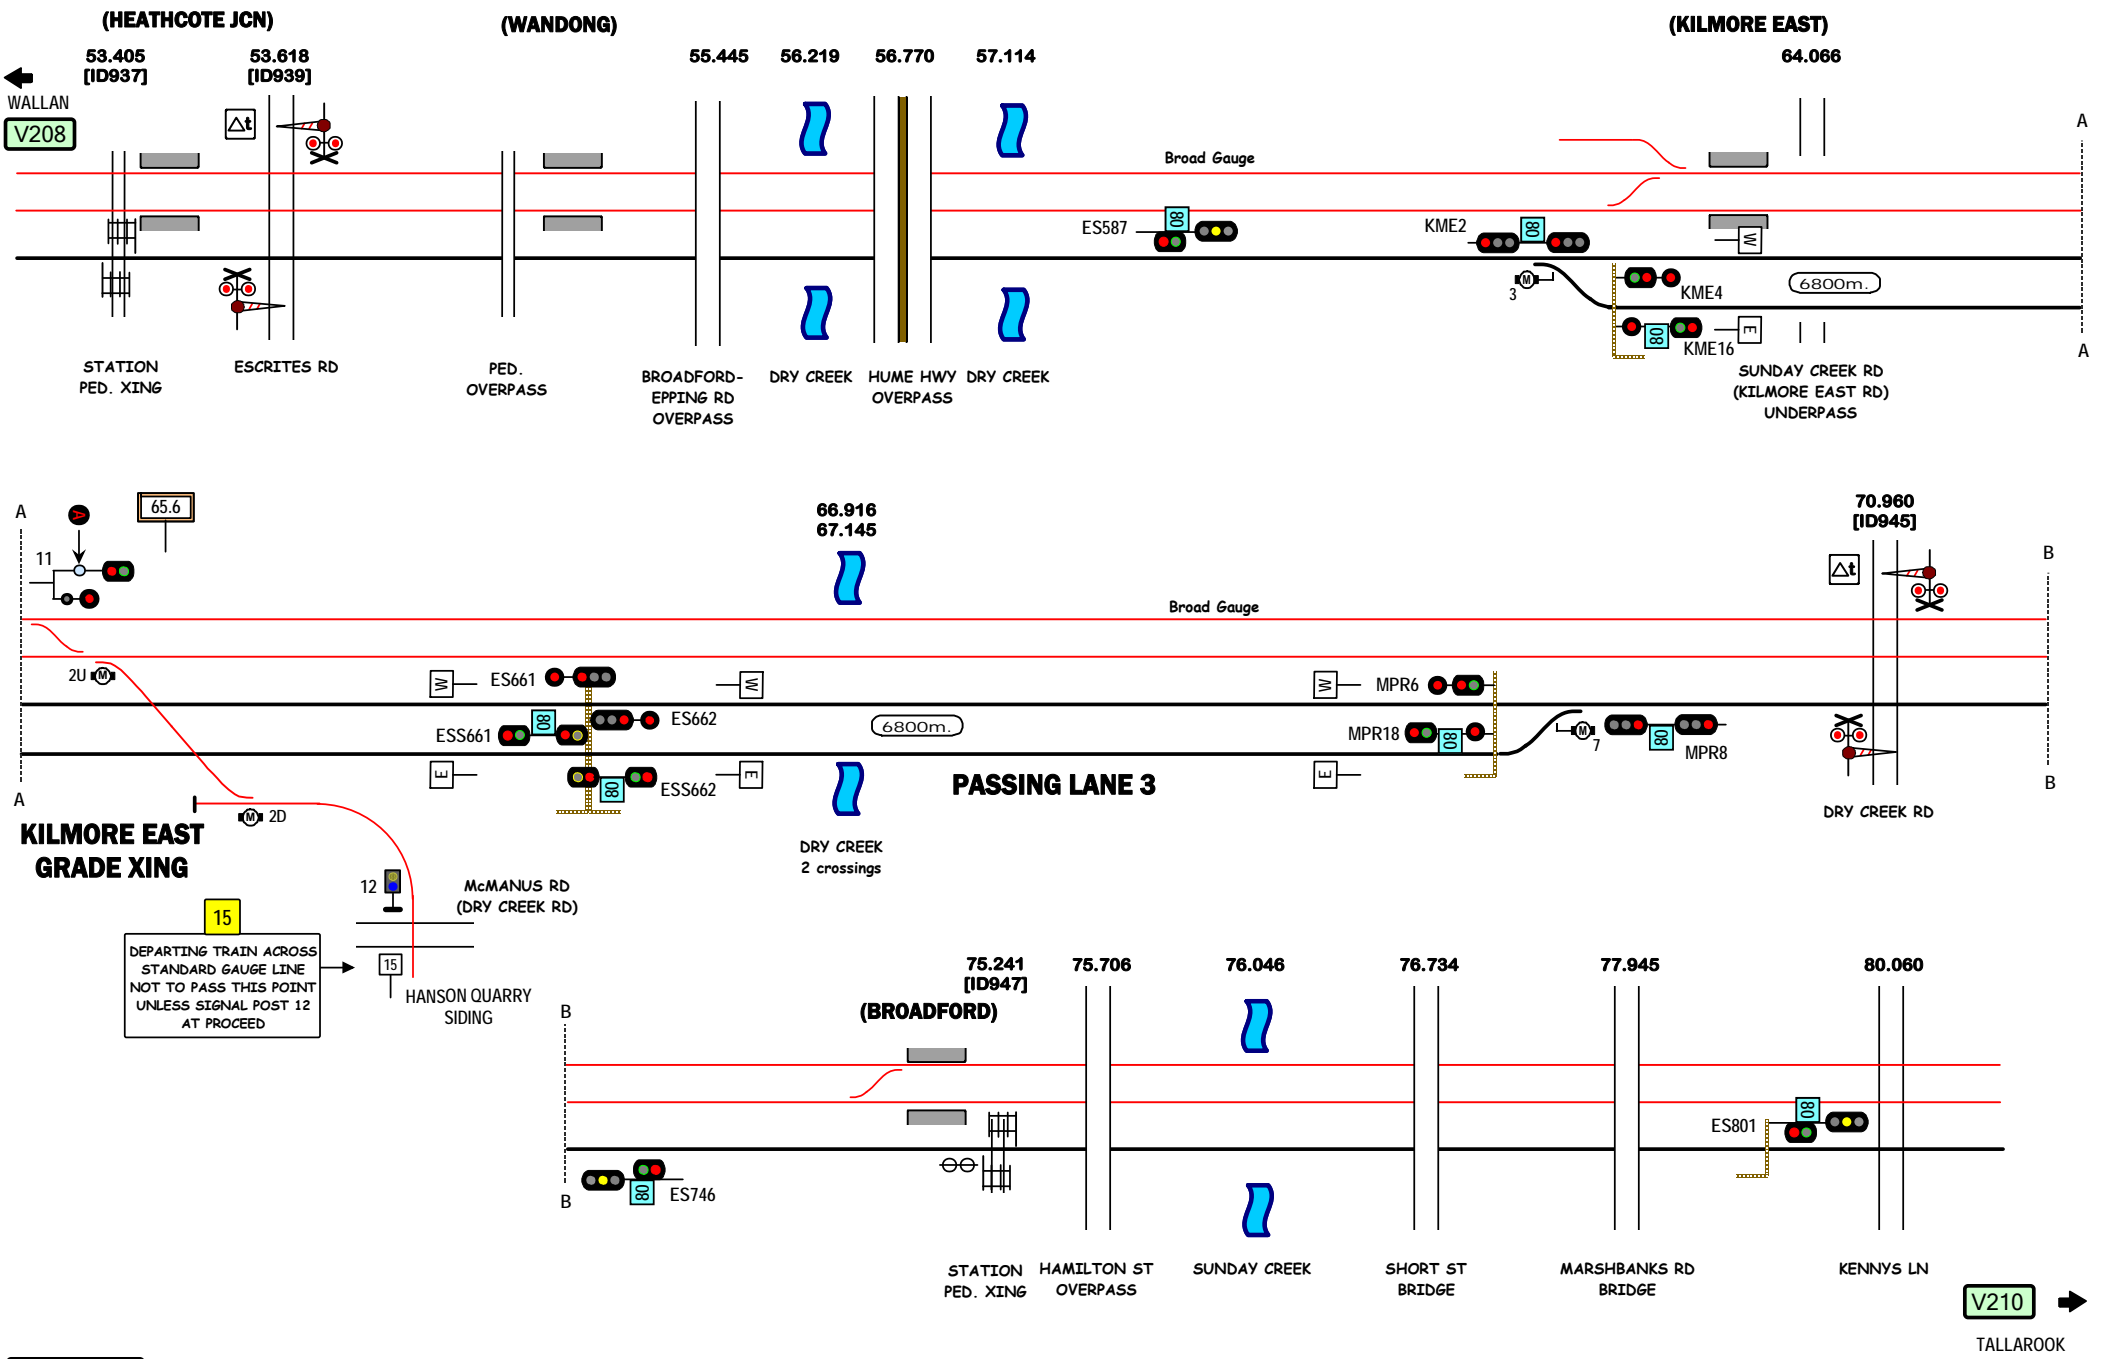 (HEATHCOTE JCN)
(WANDONG)
(KILMORE EAST)
53.405
[ID937]
53.618
[ID939]
55.445
56.219
56.770
57.114
64.066
WALLAN
V208
Δt
A
Broad Gauge
ES587
80
KME2
80
W
3
M
KME4
6800m.
KME16
80
E
A
STATION
PED. XING
ESCRITES RD
PED.
OVERPASS
BROADFORD-
EPPING RD
OVERPASS
DRY CREEK
HUME HWY
OVERPASS
DRY CREEK
SUNDAY CREEK RD
(KILMORE EAST RD)
UNDERPASS
A
A
65.6
11
66.916
67.145
70.960
[ID945]
B
Δt
Broad Gauge
2U
M
W
ES661
W
W
MPR6
80
ES662
6800m.
ESS661
MPR18
80
M
7
80
MPR8
E
80
ESS662
E
E
PASSING LANE 3
A
B
KILMORE EAST
GRADE XING
M
2D
DRY CREEK
2 crossings
DRY CREEK RD
12
McMANUS RD
(DRY CREEK RD)
15
DEPARTING TRAIN ACROSS
STANDARD GAUGE LINE
NOT TO PASS THIS POINT
UNLESS SIGNAL POST 12
AT PROCEED
15
HANSON QUARRY
SIDING
75.241
[ID947]
75.706
76.046
76.734
77.945
80.060
B
(BROADFORD)
ES801
80
B
80
ES746
STATION
PED. XING
HAMILTON ST
OVERPASS
SUNDAY CREEK
SHORT ST
BRIDGE
MARSHBANKS RD
BRIDGE
KENNYS LN
V210
TALLAROOK